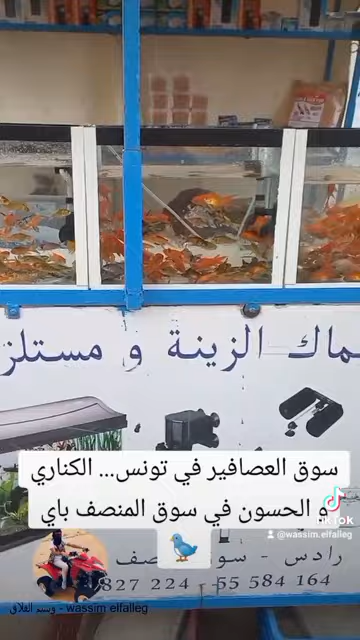 ماك الزينة و مستلز
سوق العصافير في تونس... الكناري
و الحسون في سوق المنصف باي
TikTok
@wassim.elfalleg
رادس - سو صف
827 224 - 55 584 164
wassim elfalleg - وسيم الفلاق